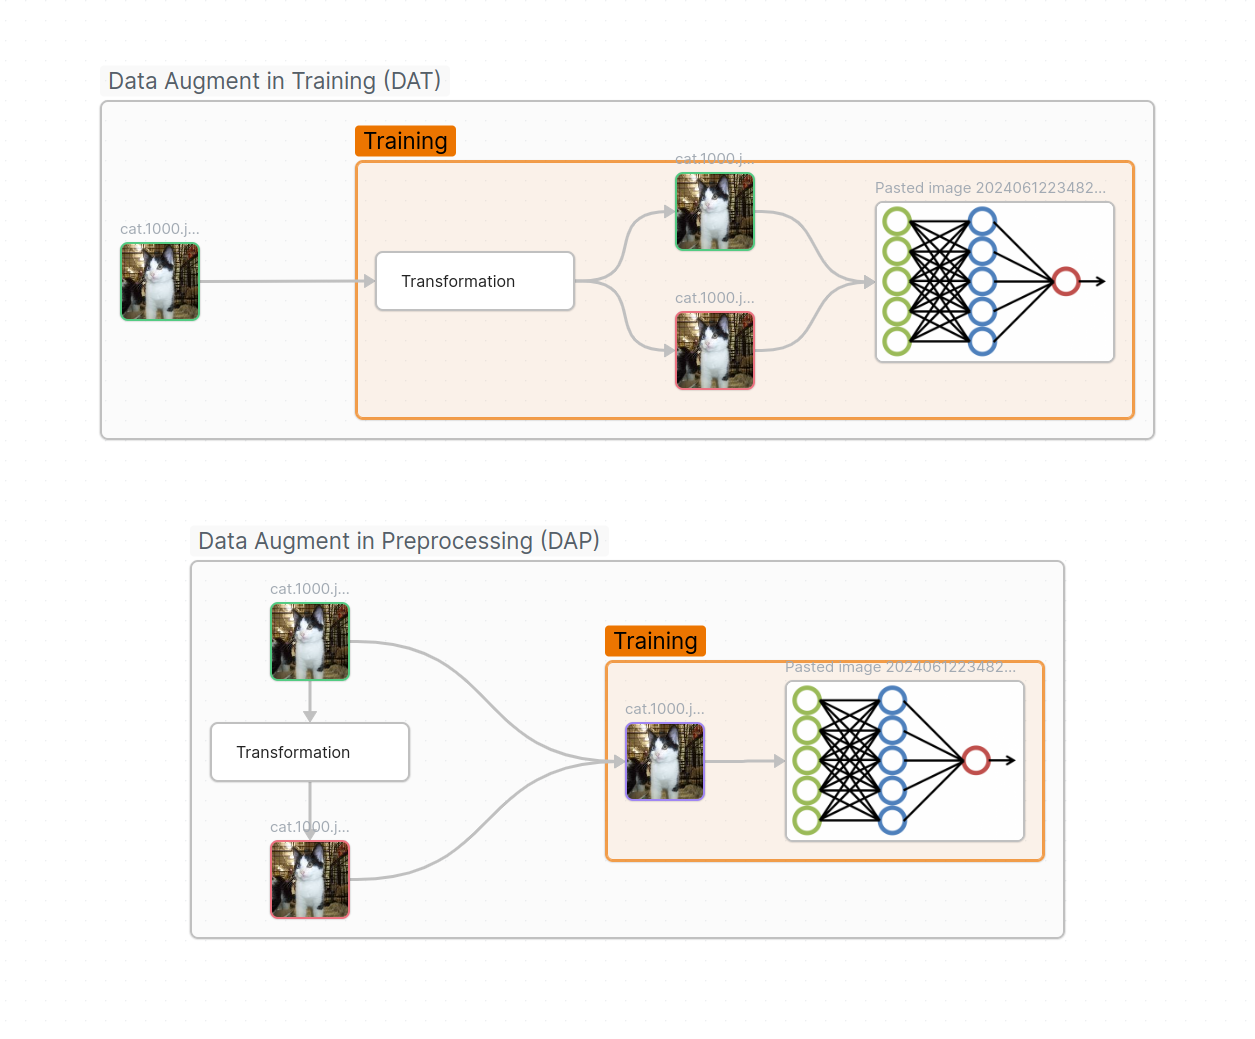 Data Augment in Training (DAT)
Training
cat.1000.j...
Pasted image 2024061223482...
cat.1000.j...
Transformation
cat.1000.j...
Data Augment in Preprocessing (DAP)
cat.1000.j...
Training
Pasted image 2024061223482...
cat.1000.j...
Transformation
cat.1000.j...